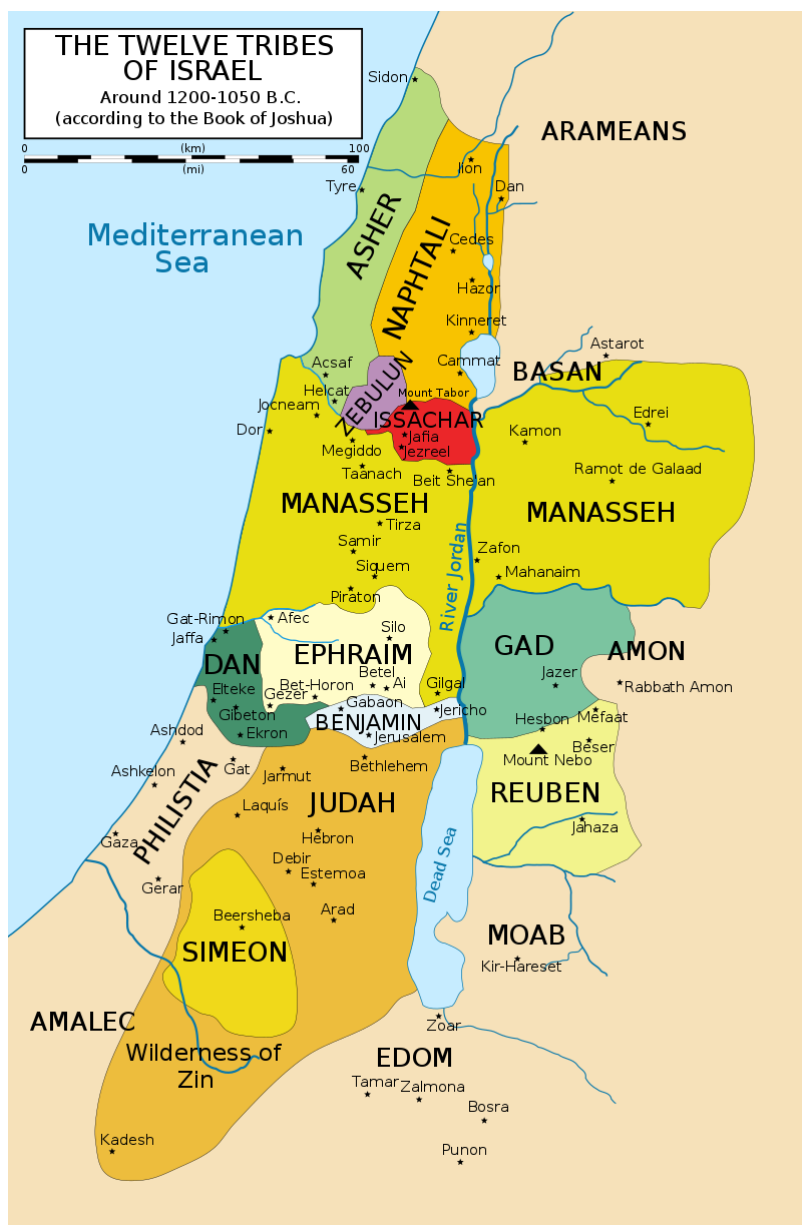 THE TWELVE TRIBES
OF ISRAEL
Around 1200-1050 B.C.
(according to the Book of Joshua)
0 (km) 100
0 (mi) 60
Sidon
ARAMEANS
Ijon
Tyre
Dan
Mediterranean
Sea
ASHER
NAPHTALI
Cedes
Hazor
Kinneret
Astarot
Acsaf
Cammat
BASAN
ZEBULUN
Helcat
Mount Tabor
Jocneam
ISSACHAR
Edrei
Dor
Jafia
Kamon
Megiddo
Jezreel
Taanach
Beit Shean
Ramot de Galaad
MANASSEH
MANASSEH
Tirza
Samir
River Jordan
Zafon
Siquem
Mahanaim
Piraton
Gat-Rimon
Afec
Jaffa
Silo
GAD
AMON
DAN
EPHRAIM
Betel
Jazer
Elteke
Bet-Horon
Ai
Gilgal
Rabbath Amon
Gezer
Gabaon
Jericho
Gibeton
BENJAMIN
Hesbon
Mefaat
Ashdod
Ekron
Jerusalem
Beser
Gat
Bethlehem
Mount Nebo
Ashkelon
Jarmut
PHILISTIA
REUBEN
Laquís
JUDAH
Jahaza
Gaza
Hebron
Dead Sea
Debir
Estemoa
Gerar
Arad
Beersheba
MOAB
SIMEON
Kir-Hareset
AMALEC
Zoar
Wilderness of
Zin
EDOM
Tamar
Zalmona
Bosra
Kadesh
Punon